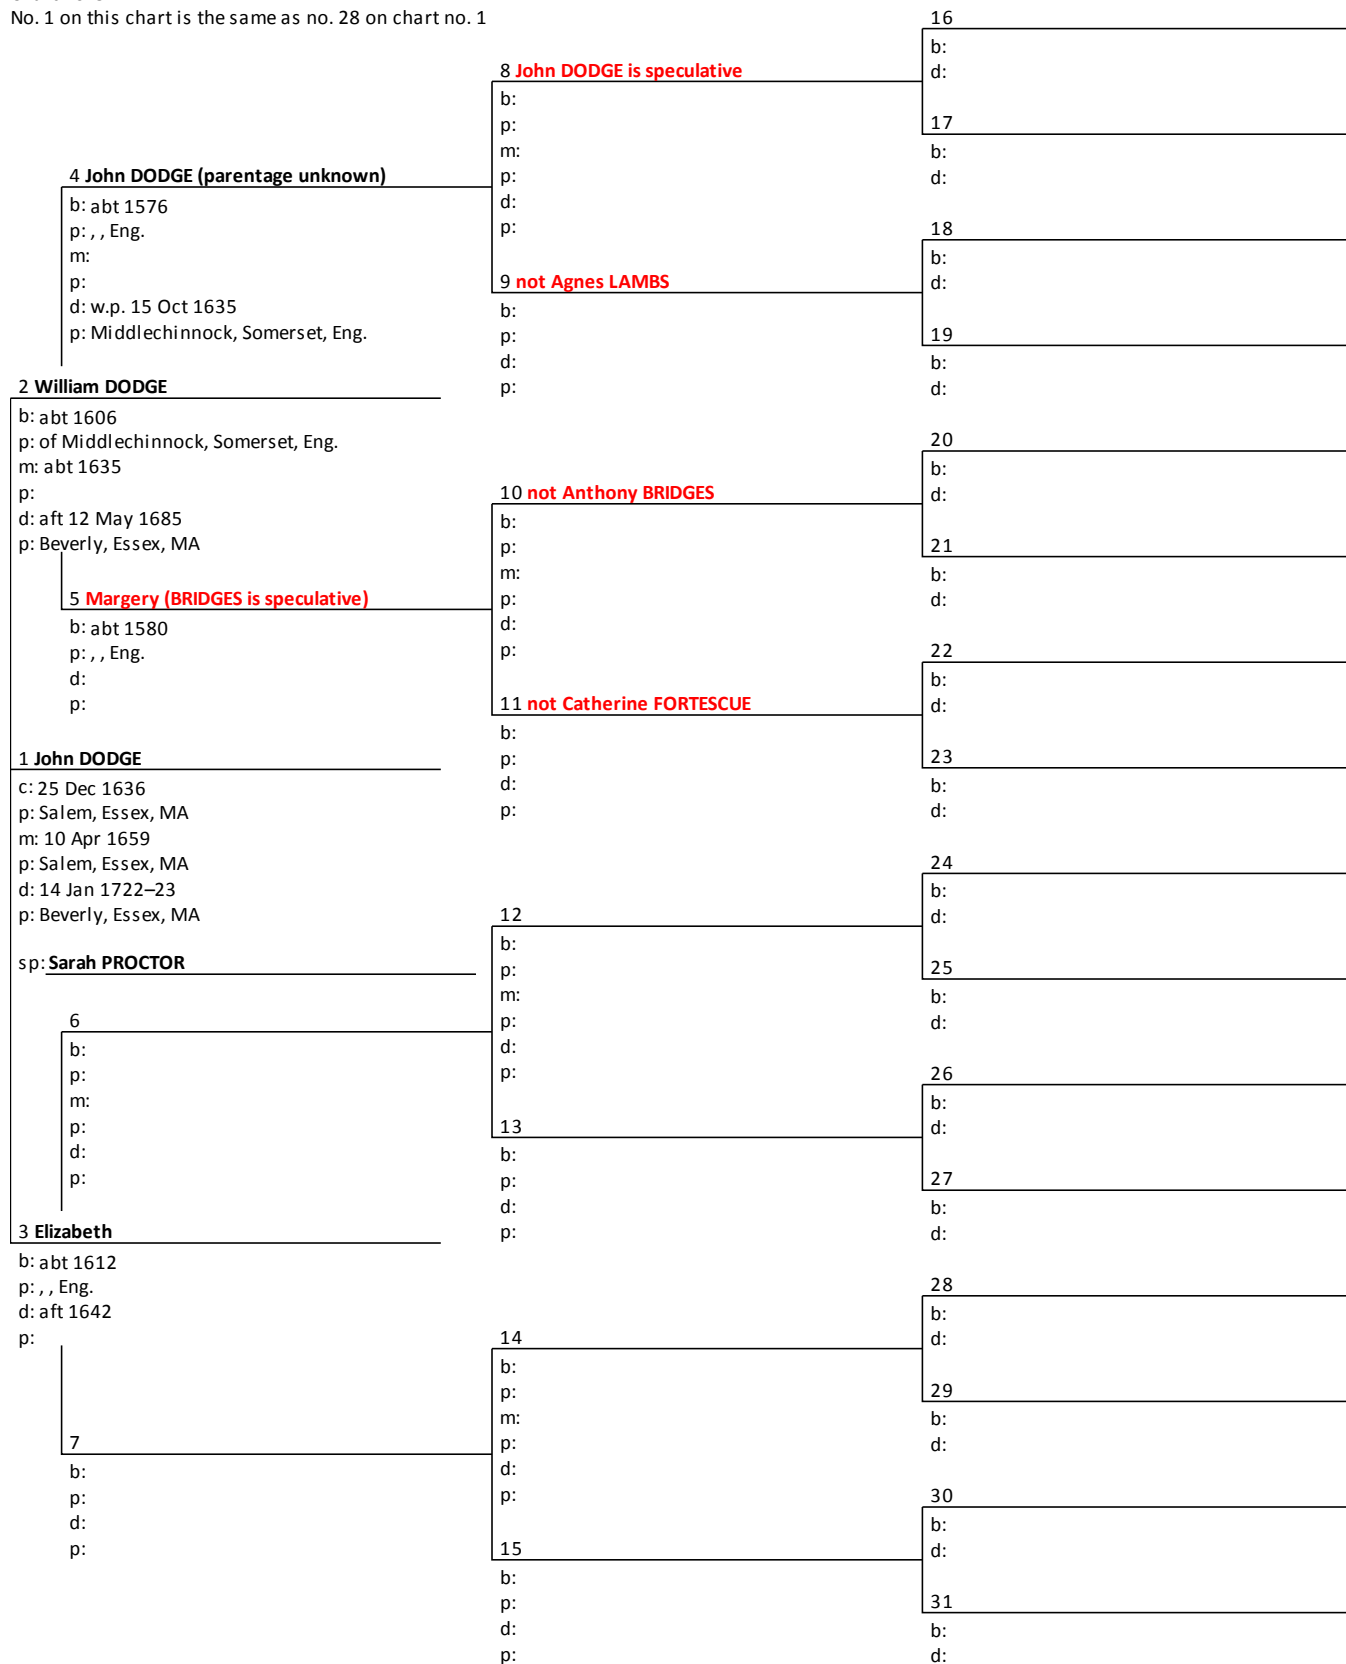 No. 1 on this chart is the same as no. 28 on chart no. 1
16
b:
d:
8 John DODGE is speculative
b:
p:
m:
p:
d:
p:
17
b:
d:
4 John DODGE (parentage unknown)
b: abt 1576
p: , , Eng.
m:
p:
d: w.p. 15 Oct 1635
p: Middlechinnock, Somerset, Eng.
18
b:
d:
9 not Agnes LAMBS
b:
p:
d:
p:
19
b:
d:
2 William DODGE
b: abt 1606
p: of Middlechinnock, Somerset, Eng.
m: abt 1635
p:
d: aft 12 May 1685
p: Beverly, Essex, MA
20
b:
d:
10 not Anthony BRIDGES
b:
p:
m:
p:
d:
p:
21
b:
d:
5 Margery (BRIDGES is speculative)
b: abt 1580
p: , , Eng.
d:
p:
22
b:
d:
11 not Catherine FORTESCUE
b:
p:
d:
p:
23
b:
d:
1 John DODGE
c: 25 Dec 1636
p: Salem, Essex, MA
m: 10 Apr 1659
p: Salem, Essex, MA
d: 14 Jan 1722–23
p: Beverly, Essex, MA
sp: Sarah PROCTOR
24
b:
d:
12
b:
p:
m:
p:
d:
p:
25
b:
d:
6
b:
p:
m:
p:
d:
p:
26
b:
d:
13
b:
p:
d:
p:
27
b:
d:
3 Elizabeth
b: abt 1612
p: , , Eng.
d: aft 1642
p:
28
b:
d:
14
b:
p:
m:
p:
d:
p:
29
b:
d:
7
b:
p:
d:
p:
30
b:
d:
15
b:
p:
d:
p:
31
b:
d: